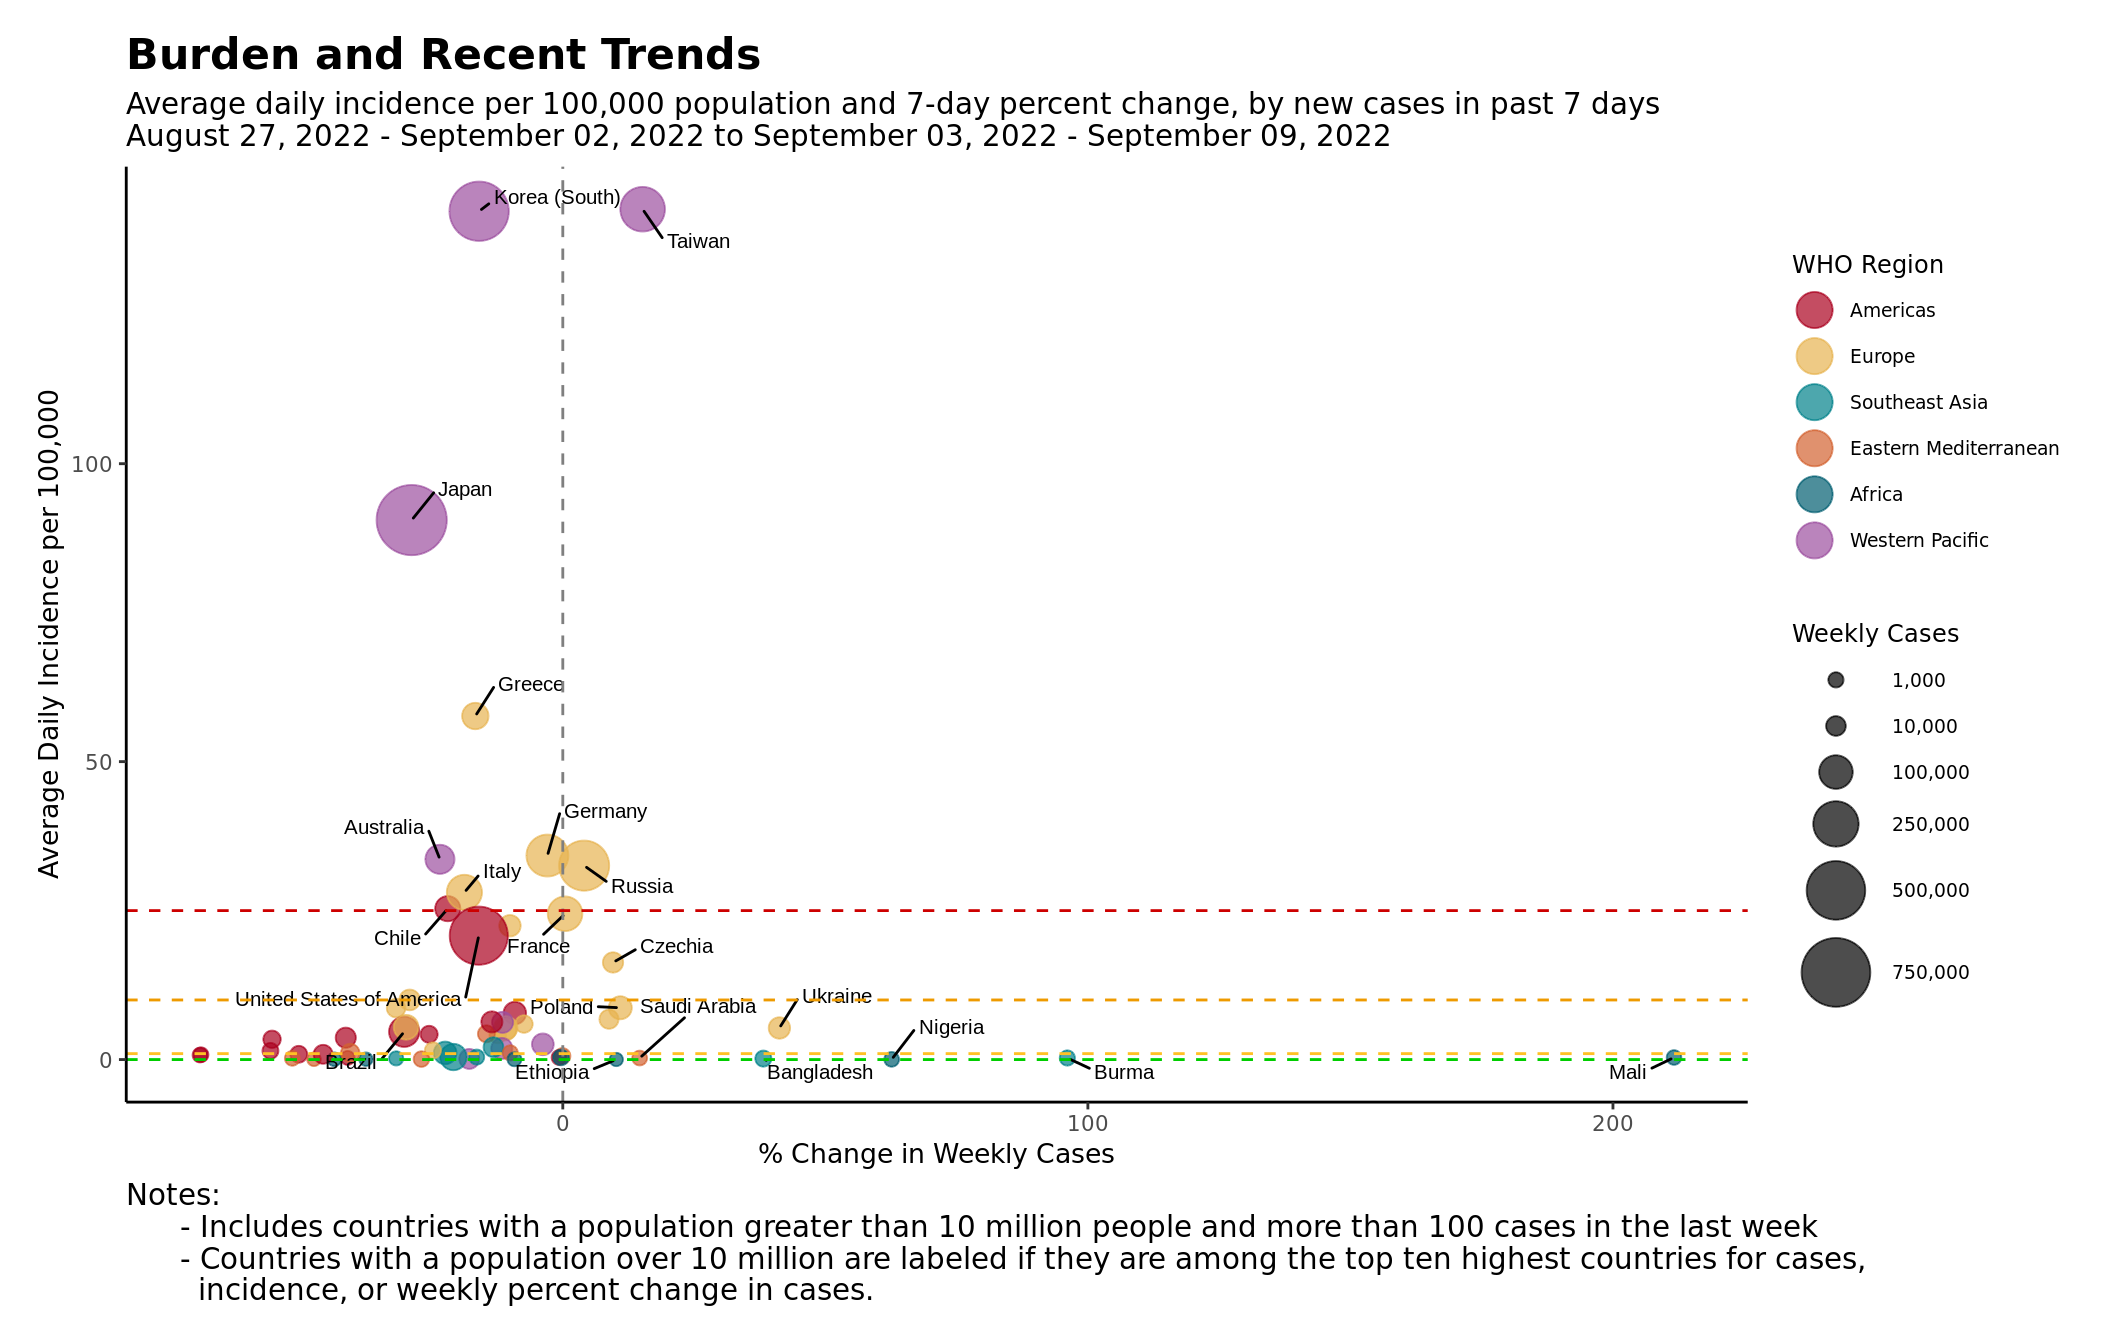 Burden and Recent Trends
Average daily incidence per 100,000 population and 7-day percent change, by new cases in past 7 days
August 27, 2022 - September 02, 2022 to September 03, 2022 - September 09, 2022
Korea (South)
Taiwan
Japan
Greece
Germany
Australia
Italy
Russia
Chile
France
Czechia
United States of America
Poland
Saudi Arabia
Ukraine
Nigeria
Brazil
Ethiopia
Bangladesh
Burma
Mali
Average Daily Incidence per 100,000
100
50
0
0
100
200
% Change in Weekly Cases
WHO Region
Americas
Europe
Southeast Asia
Eastern Mediterranean
Africa
Western Pacific
Weekly Cases
1,000
10,000
100,000
250,000
500,000
750,000
Notes:
- Includes countries with a population greater than 10 million people and more than 100 cases in the last week
- Countries with a population over 10 million are labeled if they are among the top ten highest countries for cases,
incidence, or weekly percent change in cases.